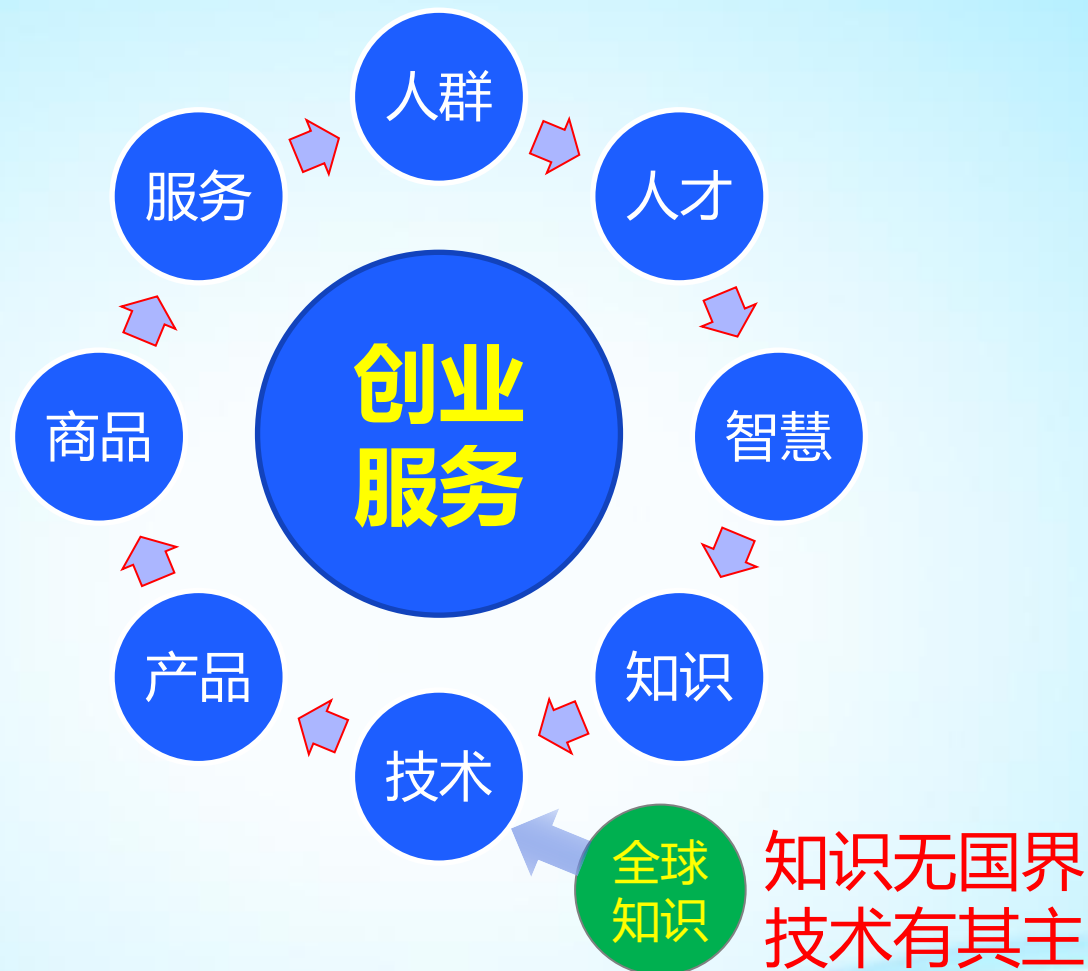 人群
人才
智慧
知识
技术
产品
商品
服务
创业
服务
全球
知识
知识无国界
技术有其主